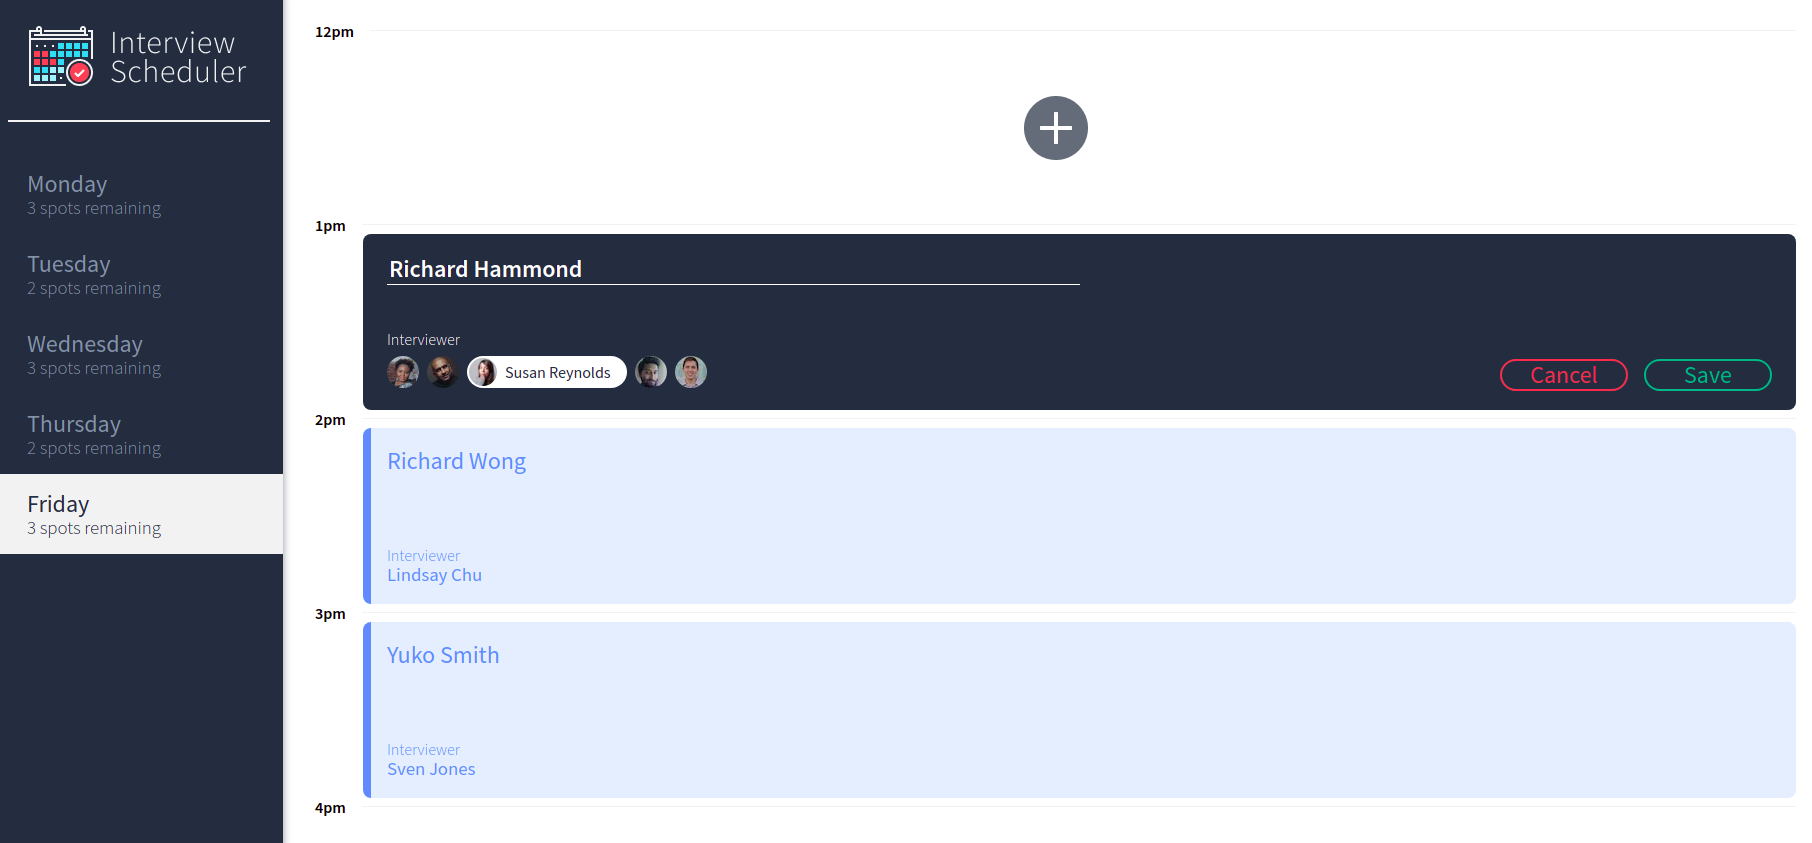 Interview
Scheduler
Monday
3 spots remaining
Tuesday
2 spots remaining
Wednesday
3 spots remaining
Thursday
2 spots remaining
Friday
3 spots remaining
12pm
1pm
Richard Hammond
Interviewer
Susan Reynolds
Cancel
Save
2pm
Richard Wong
Interviewer
Lindsay Chu
3pm
Yuko Smith
Interviewer
Sven Jones
4pm